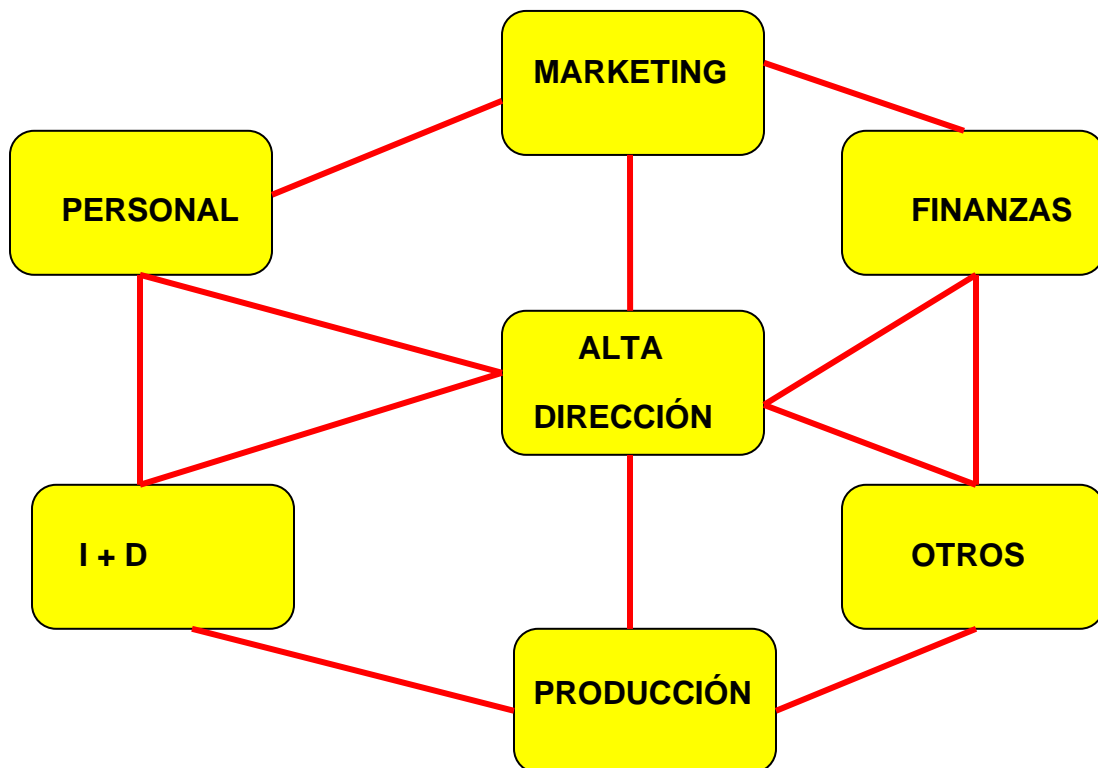 MARKETING
PERSONAL
FINANZAS
ALTA
DIRECCIÓN
I + D
OTROS
PRODUCCIÓN